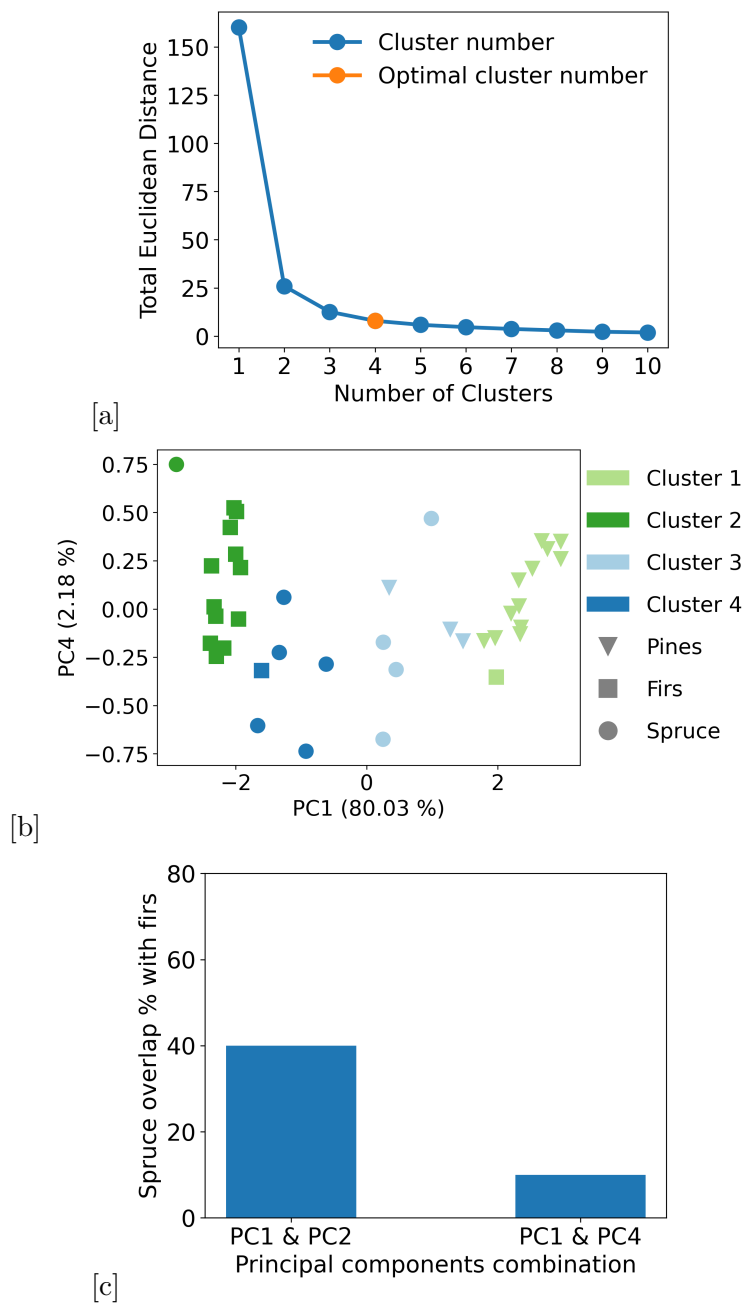 150
125
100
75
50
25
0
Total Euclidean Distance
Cluster number
Optimal cluster number
1 2 3 4 5 6 7 8 9 10
Number of Clusters
[a]
0.75
0.50
0.25
0.00
−0.25
−0.50
−0.75
PC4 (2.18 %)
−2 0 2
PC1 (80.03 %)
Cluster 1
Cluster 2
Cluster 3
Cluster 4
Pines
Firs
Spruce
[b]
80
60
40
20
0
Spruce overlap % with firs
PC1 & PC2 PC1 & PC4
Principal components combination
[c]